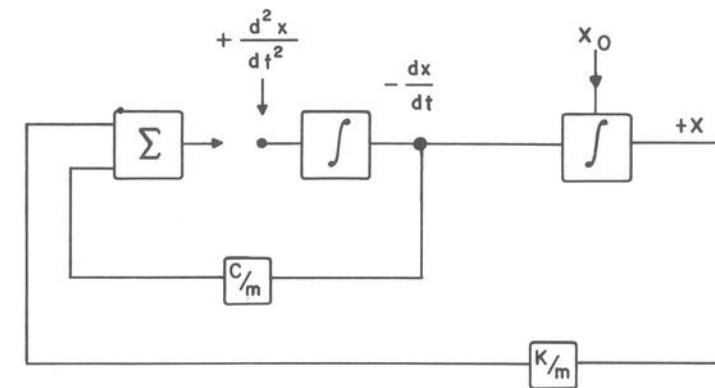 + d²x/dt²
- dx/dt
X₀
Σ
∫
∫
+X
C/m
K/m